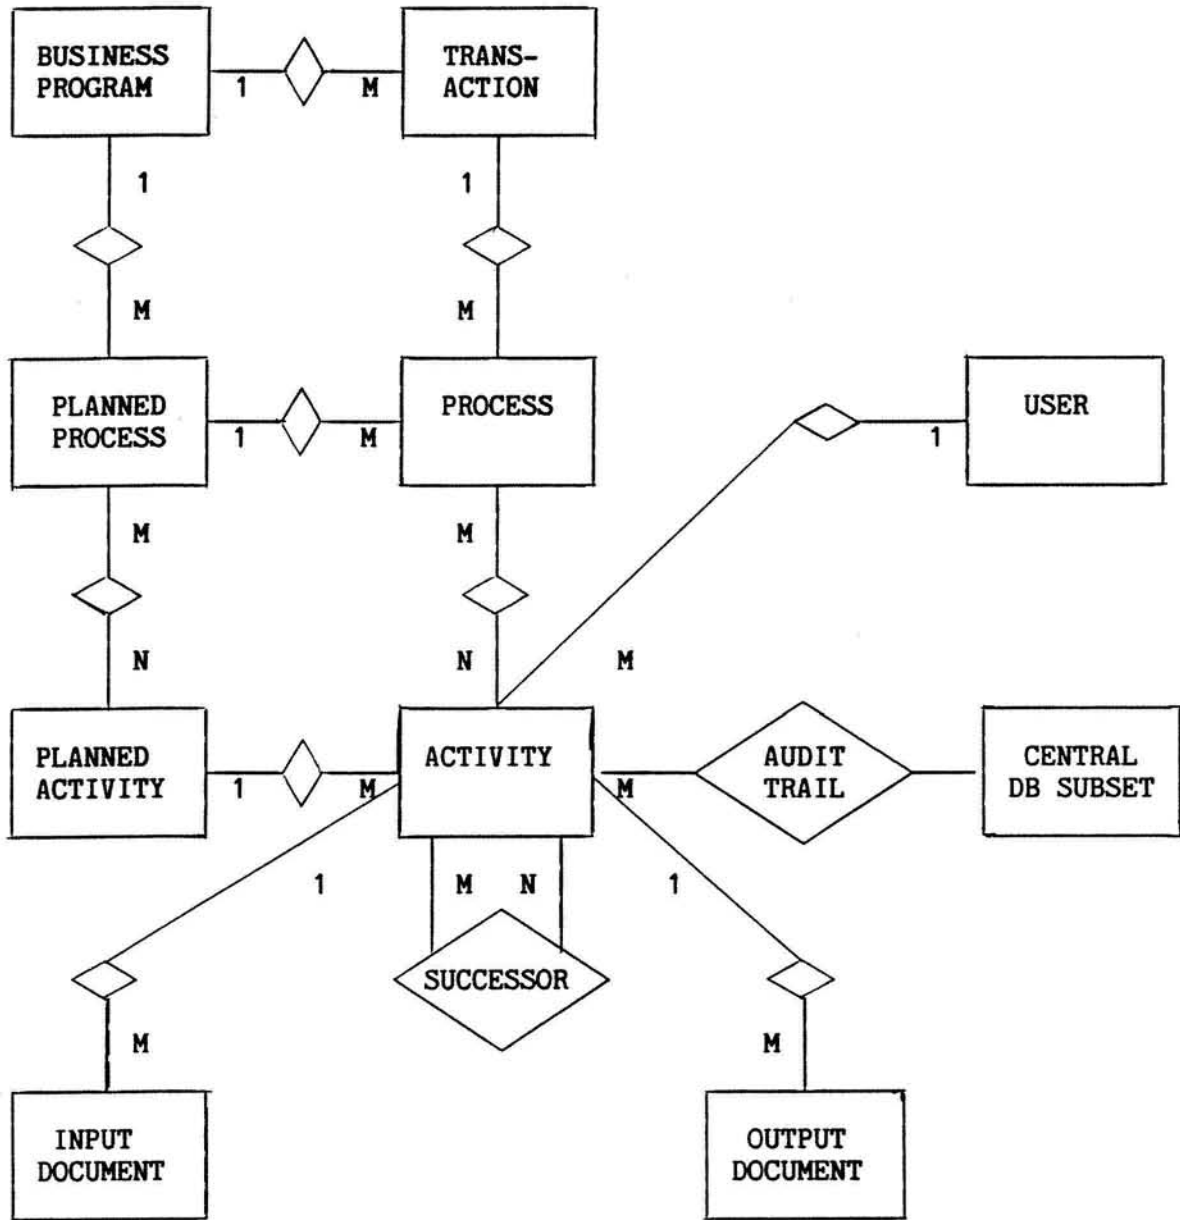 BUSINESS
PROGRAM
1
M
TRANS-
ACTION
1
1
M
M
PLANNED
PROCESS
1
M
PROCESS
1
USER
M
M
N
N
M
PLANNED
ACTIVITY
1
M
ACTIVITY
M
AUDIT
TRAIL
CENTRAL
DB SUBSET
1
M
N
1
SUCCESSOR
M
M
INPUT
DOCUMENT
OUTPUT
DOCUMENT